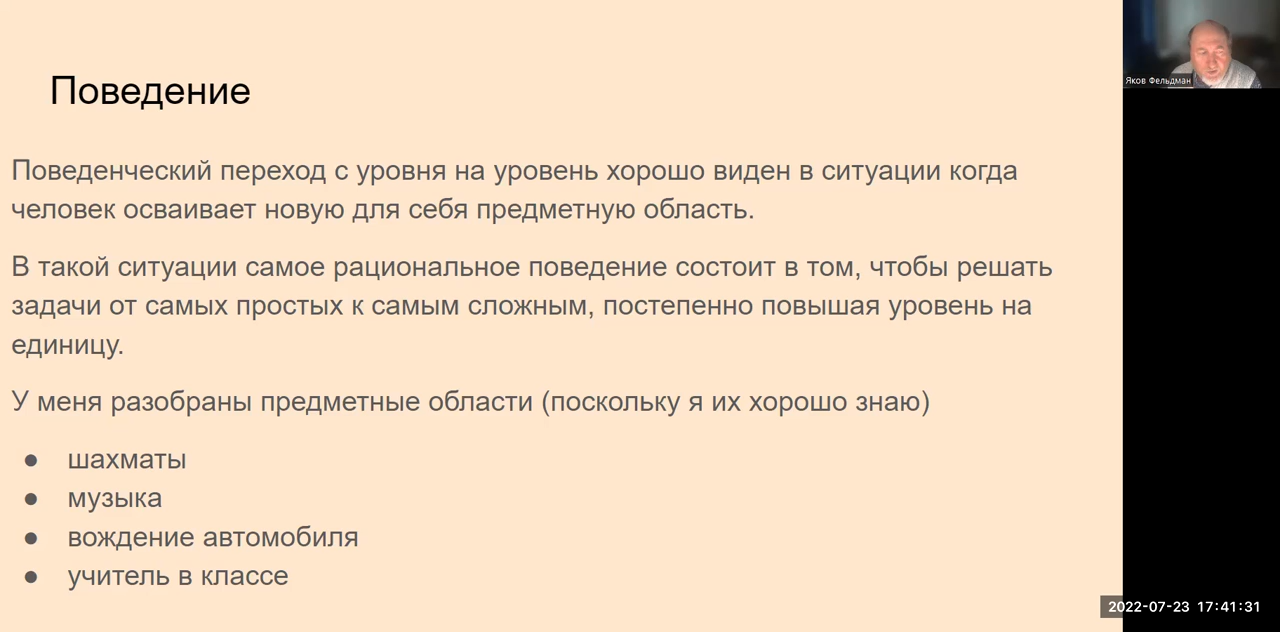 Поведение
Поведенческий переход с уровня на уровень хорошо виден в ситуации когда
человек осваивает новую для себя предметную область.
В такой ситуации самое рациональное поведение состоит в том, чтобы решать
задачи от самых простых к самым сложным, постепенно повышая уровень на
единицу.
У меня разобраны предметные области (поскольку я их хорошо знаю)
● шахматы
● музыка
● вождение автомобиля
● учитель в классе
Яков Фельдман
2022-07-23 17:41:31